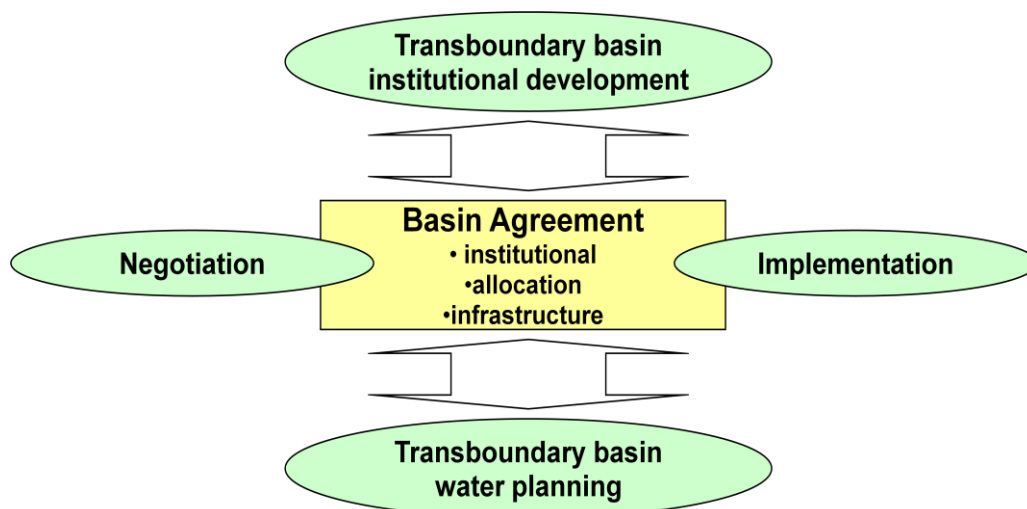 Transboundary basin
institutional development
Basin Agreement
• institutional
•allocation
•infrastructure
Negotiation
Implementation
Transboundary basin
water planning